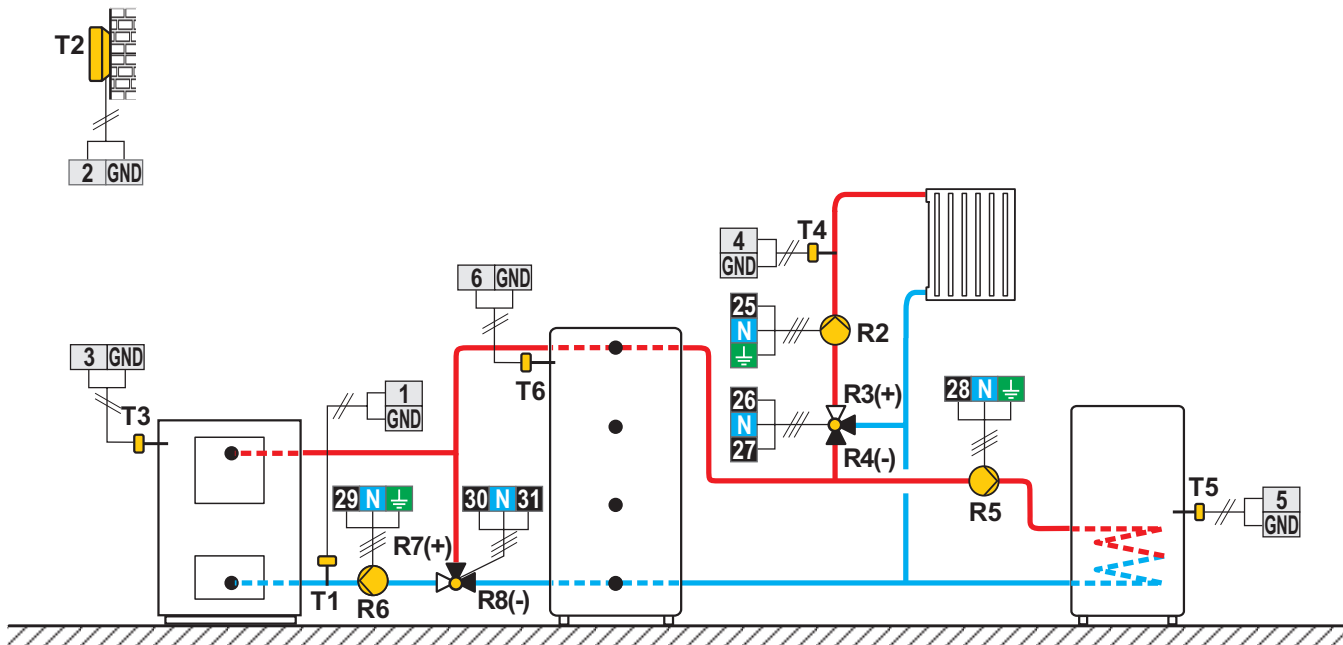 T2
2 GND
4
GND
T4
6 GND
25
N
R2
T6
3 GND
T3
1
GND
26
N
27
R3(+)
R4(-)
28 N
R5
T5
5
GND
29 N
30 N 31
R7(+)
T1
R6
R8(-)